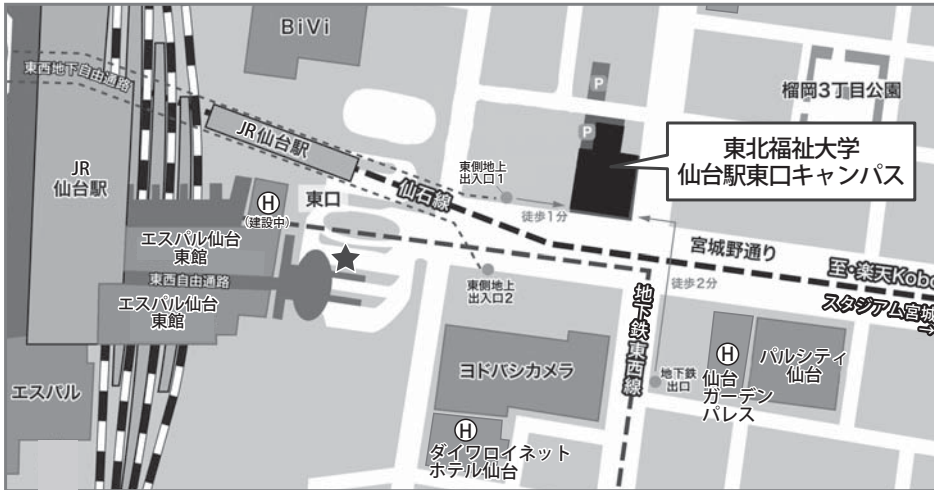 BiVi
東西地下自由通路
P
榴岡3丁目公園
P
JR仙台駅
東北福祉大学
仙台駅東口キャンパス
JR
仙台駅
東側地上
出入口1
H
(建設中)
東口
仙石線
徒歩1分
エスパル仙台
東館
宮城野通り
東西自由通路
東側地上
出入口2
徒歩2分
至・楽天Kobo
スタジアム宮城
→
エスパル仙台
東館
地下鉄東西線
ヨドバシカメラ
エスパル
地下鉄
出口
H
仙台
ガーデン
パレス
パルシティ
仙台
H
ダイワロイネット
ホテル仙台